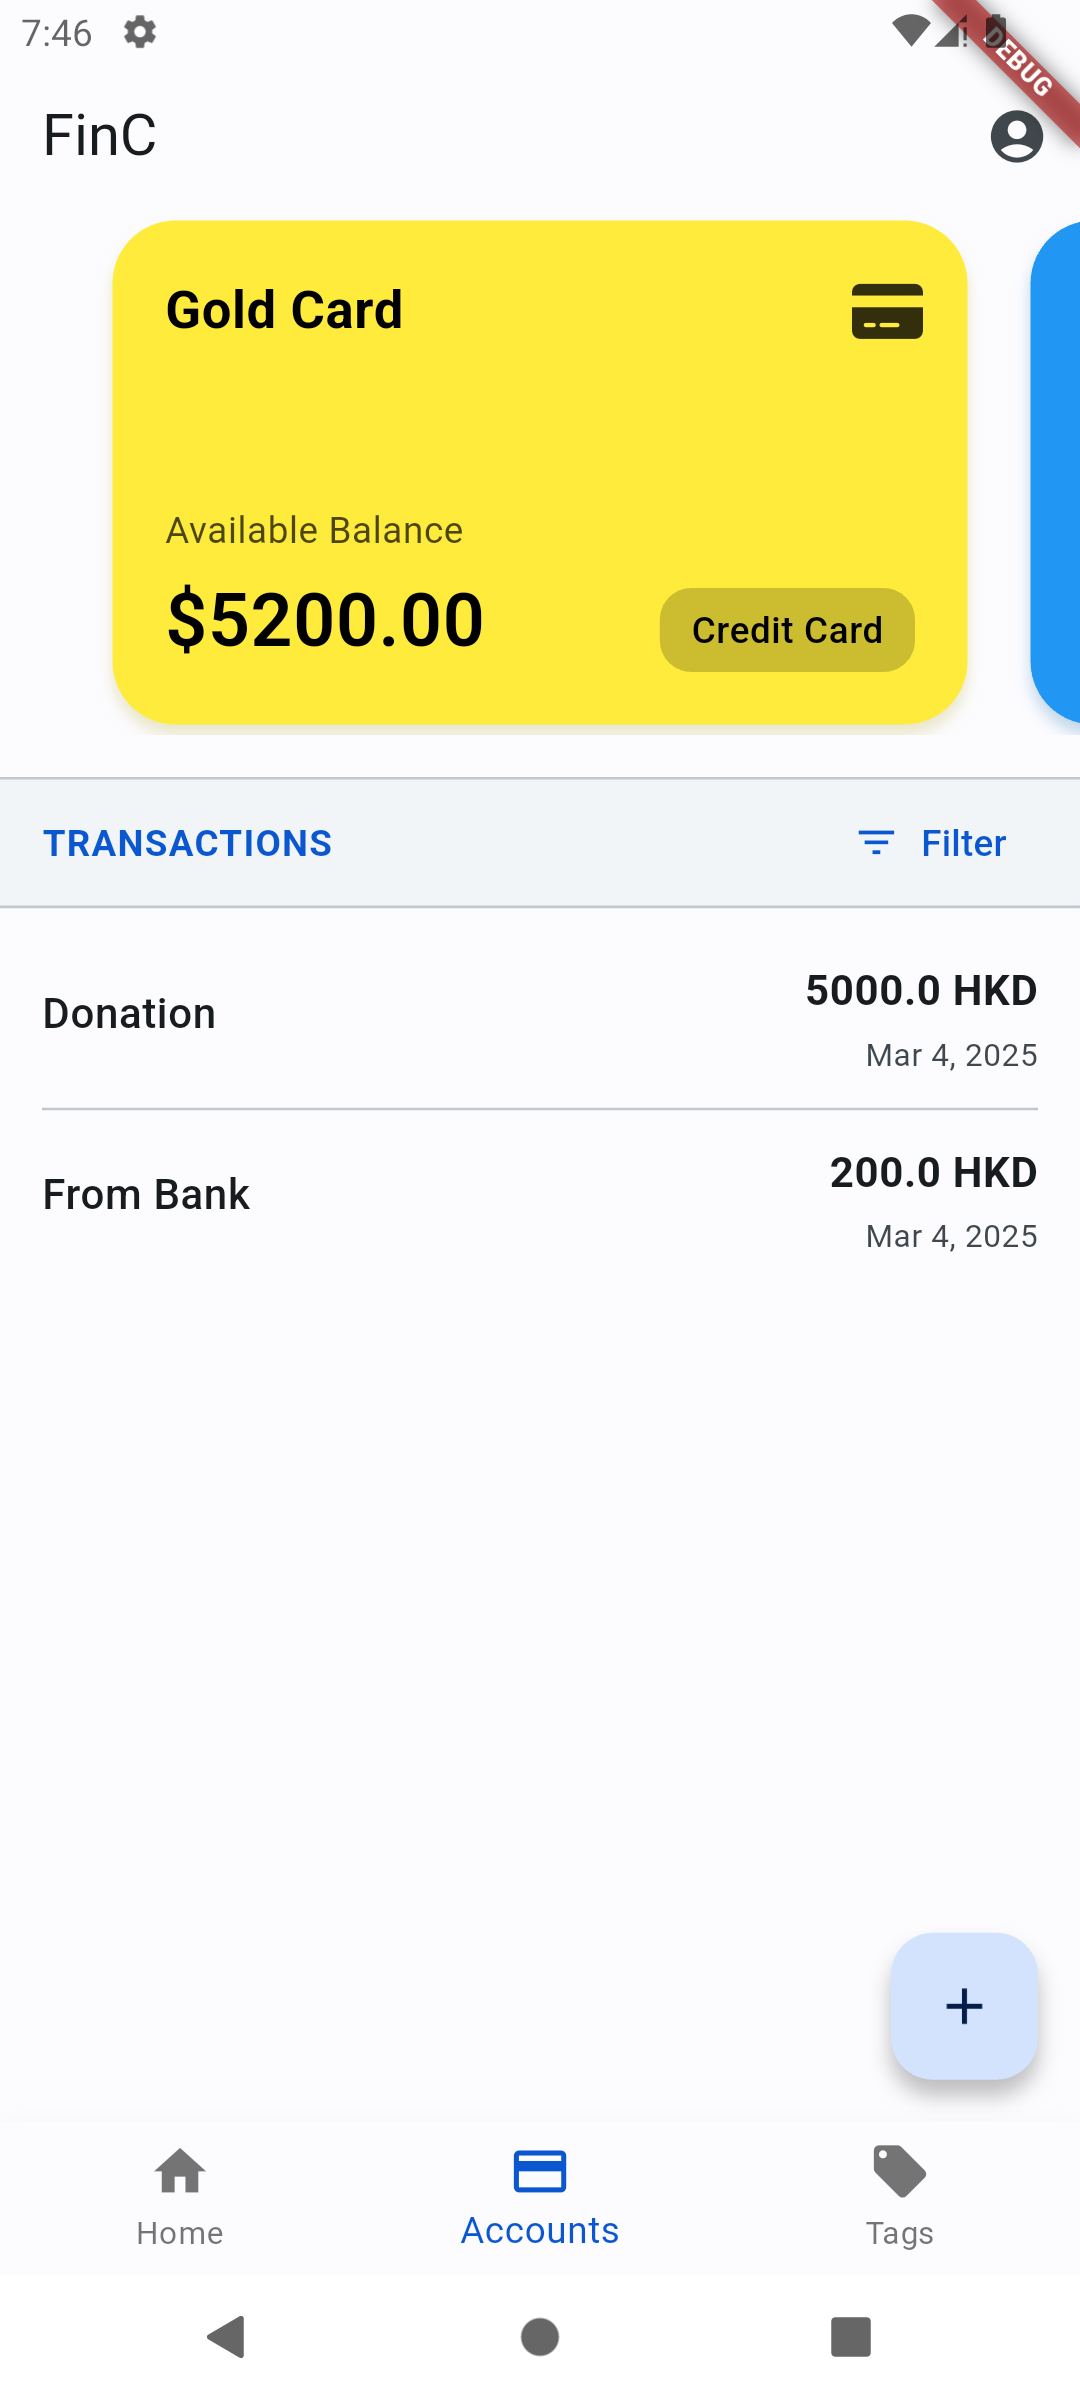 7:46
DEBUG
FinC
Gold Card
Available Balance
$5200.00
Credit Card
TRANSACTIONS
Filter
Donation
5000.0 HKD
Mar 4, 2025
From Bank
200.0 HKD
Mar 4, 2025
+
Home
Accounts
Tags